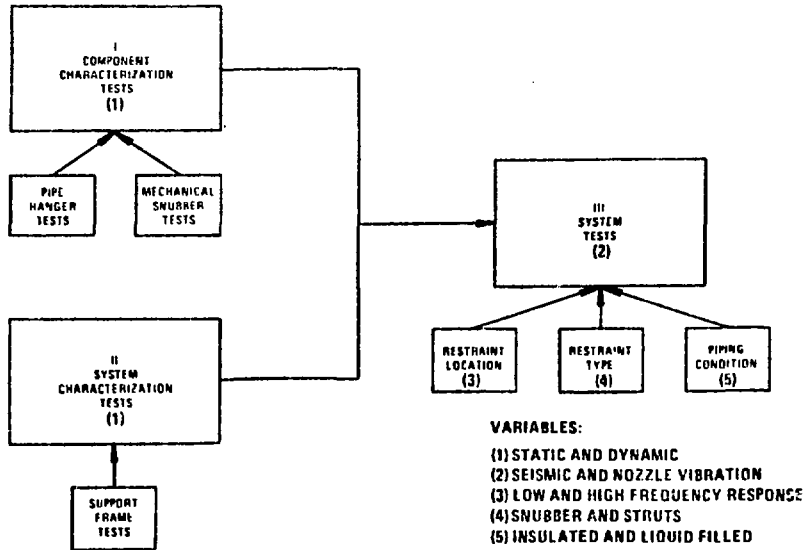 I
COMPONENT
CHARACTERIZATION
TESTS
(1)
PIPE
HANGER
TESTS
MECHANICAL
SNUBBER
TESTS
II
SYSTEM
CHARACTERIZATION
TESTS
(1)
SUPPORT
FRAME
TESTS
III
SYSTEM
TESTS
(2)
RESTRAINT
LOCATION
(3)
RESTRAINT
TYPE
(4)
PIPING
CONDITION
(5)
VARIABLES:
(1) STATIC AND DYNAMIC
(2) SEISMIC AND NOZZLE VIBRATION
(3) LOW AND HIGH FREQUENCY RESPONSE
(4) SNUBBER AND STRUTS
(5) INSULATED AND LIQUID FILLED